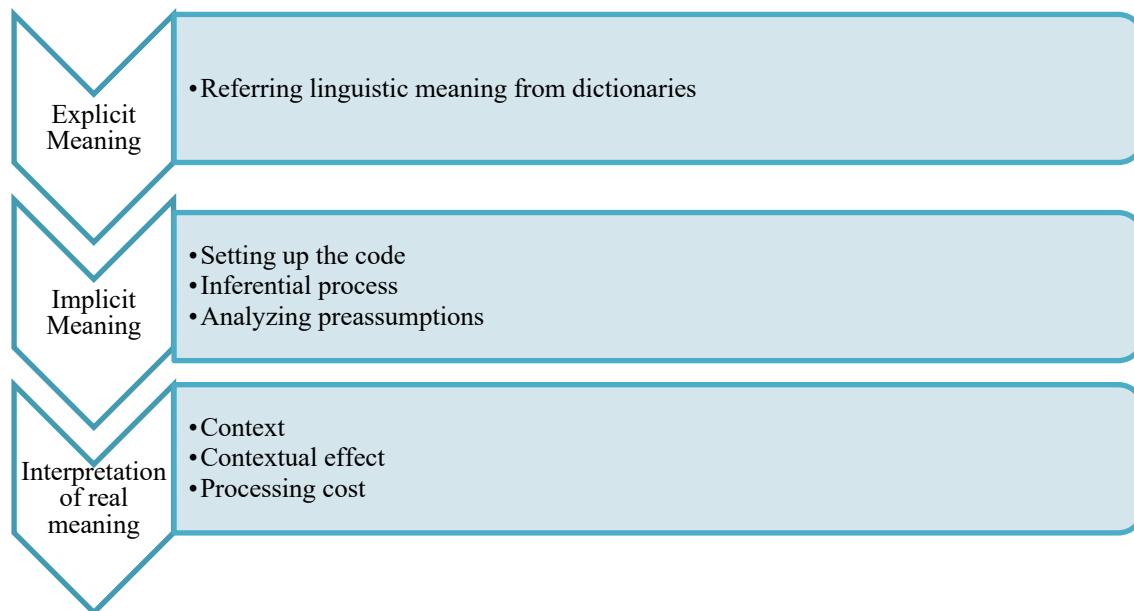 Explicit
Meaning
•Referring linguistic meaning from dictionaries
Implicit
Meaning
•Setting up the code
•Inferential process
•Analyzing preassumptions
Interpretation
of real
meaning
•Context
•Contextual effect
•Processing cost